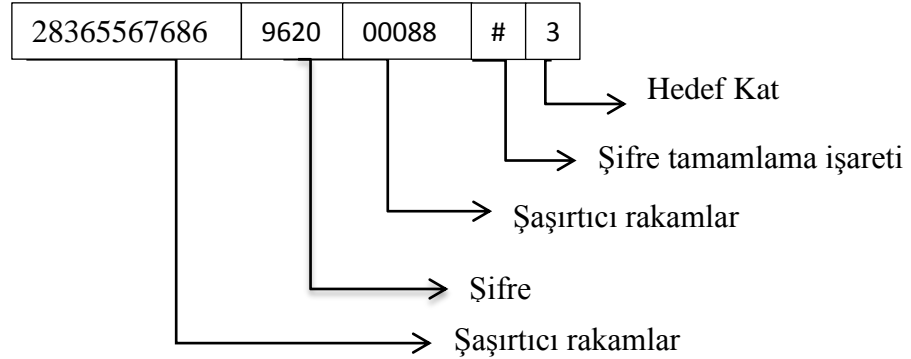 28365567686 9620 00088 # 3
Hedef Kat
Şifre tamamlama işareti
Şaşırtıcı rakamlar
Şifre
Şaşırtıcı rakamlar